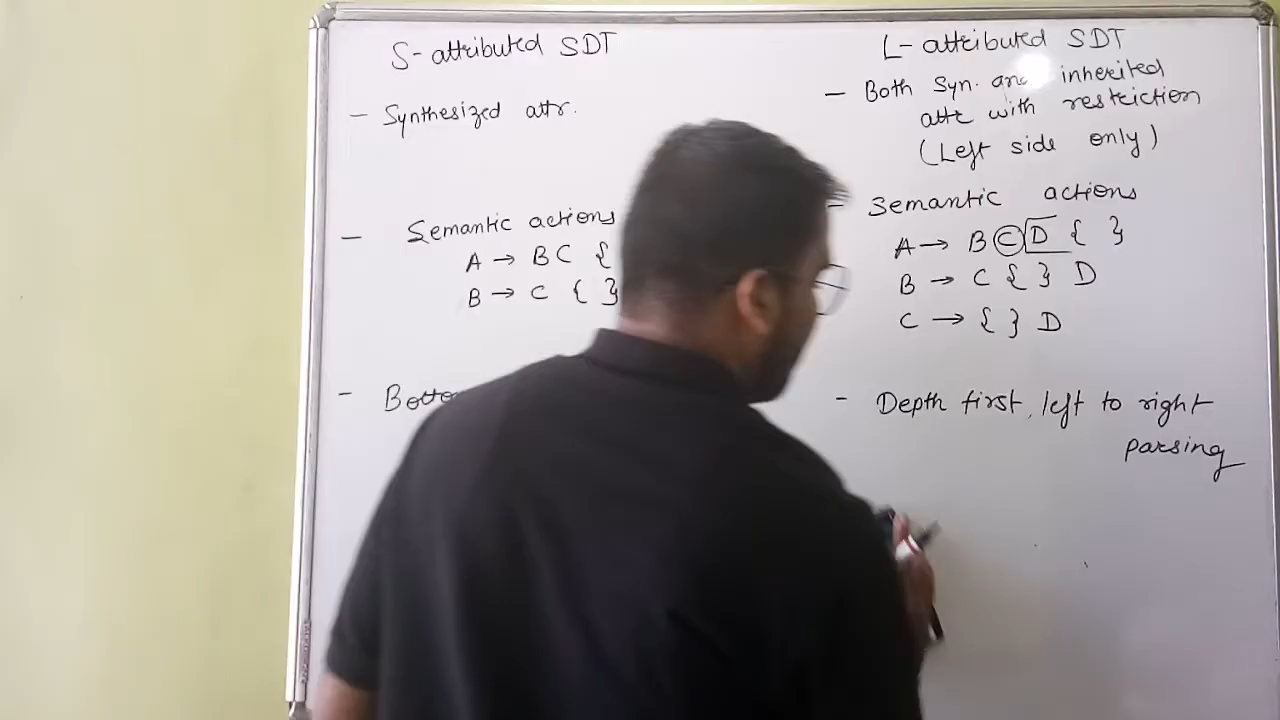 S-attributed SDT
- Synthesized attr.
- Semantic actions
A → BC {
B → C { }
-
L-attributed SDT
- Both Syn. and inherited
attr with restriction
(Left side only)
- Semantic actions
A → B C D { }
B → C { } D
C → { } D
- Depth first, left to right
parsing